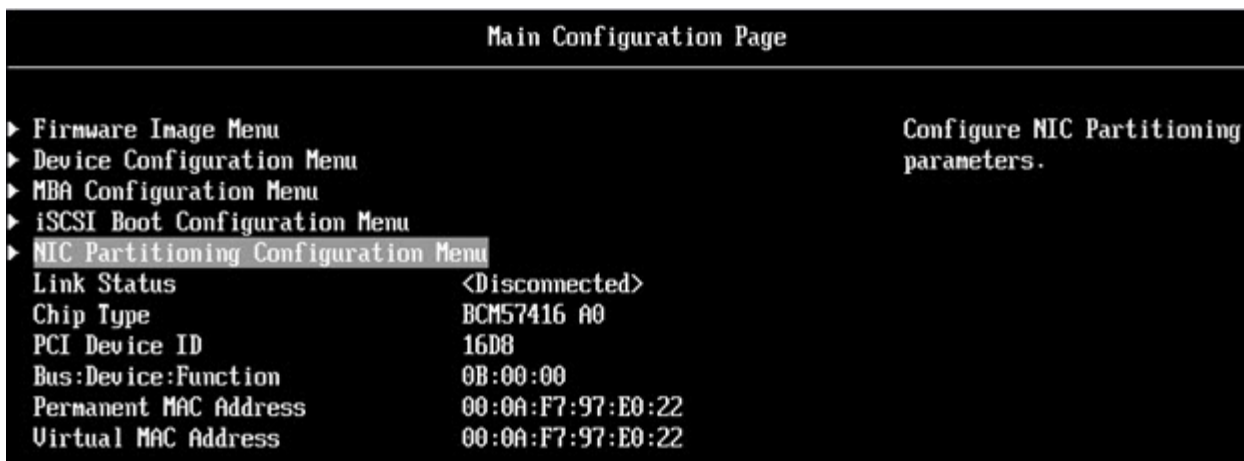 Main Configuration Page
Firmware Image Menu
Device Configuration Menu
MBA Configuration Menu
iSCSI Boot Configuration Menu
NIC Partitioning Configuration Menu
Link Status <Disconnected>
Chip Type BCM57416 A0
PCI Device ID 16D8
Bus:Device:Function 0B:00:00
Permanent MAC Address 00:0A:F7:97:E0:22
Virtual MAC Address 00:0A:F7:97:E0:22
Configure NIC Partitioning
parameters.